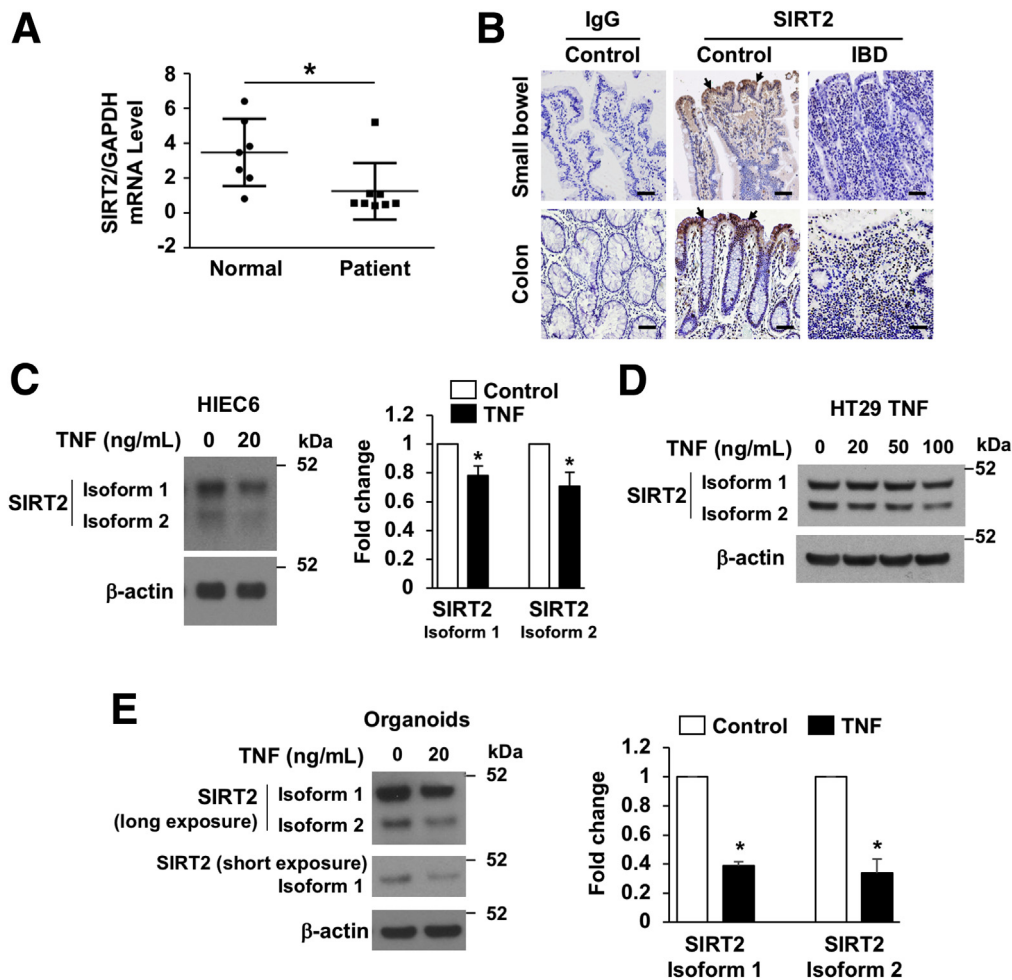 A
SIRT2/GAPDH
mRNA Level
8
6
4
2
0
-2
*
Normal
Patient
B
IgG
SIRT2
Control
Control
IBD
Small bowel
Colon
C
HIEC6
TNF (ng/mL)
0
20
kDa
52
SIRT2
Isoform 1
Isoform 2
52
β-actin
Control
TNF
Fold change
1.2
1
0.8
0.6
0.4
0.2
0
*
*
SIRT2
Isoform 1
SIRT2
Isoform 2
D
HT29 TNF
TNF (ng/mL)
0
20
50
100
kDa
52
SIRT2
Isoform 1
Isoform 2
52
β-actin
E
Organoids
TNF (ng/mL)
0
20
kDa
52
SIRT2
(long exposure)
Isoform 1
Isoform 2
52
SIRT2 (short exposure)
Isoform 1
52
β-actin
Control
TNF
Fold change
1.2
1
0.8
0.6
0.4
0.2
0
*
*
SIRT2
Isoform 1
SIRT2
Isoform 2